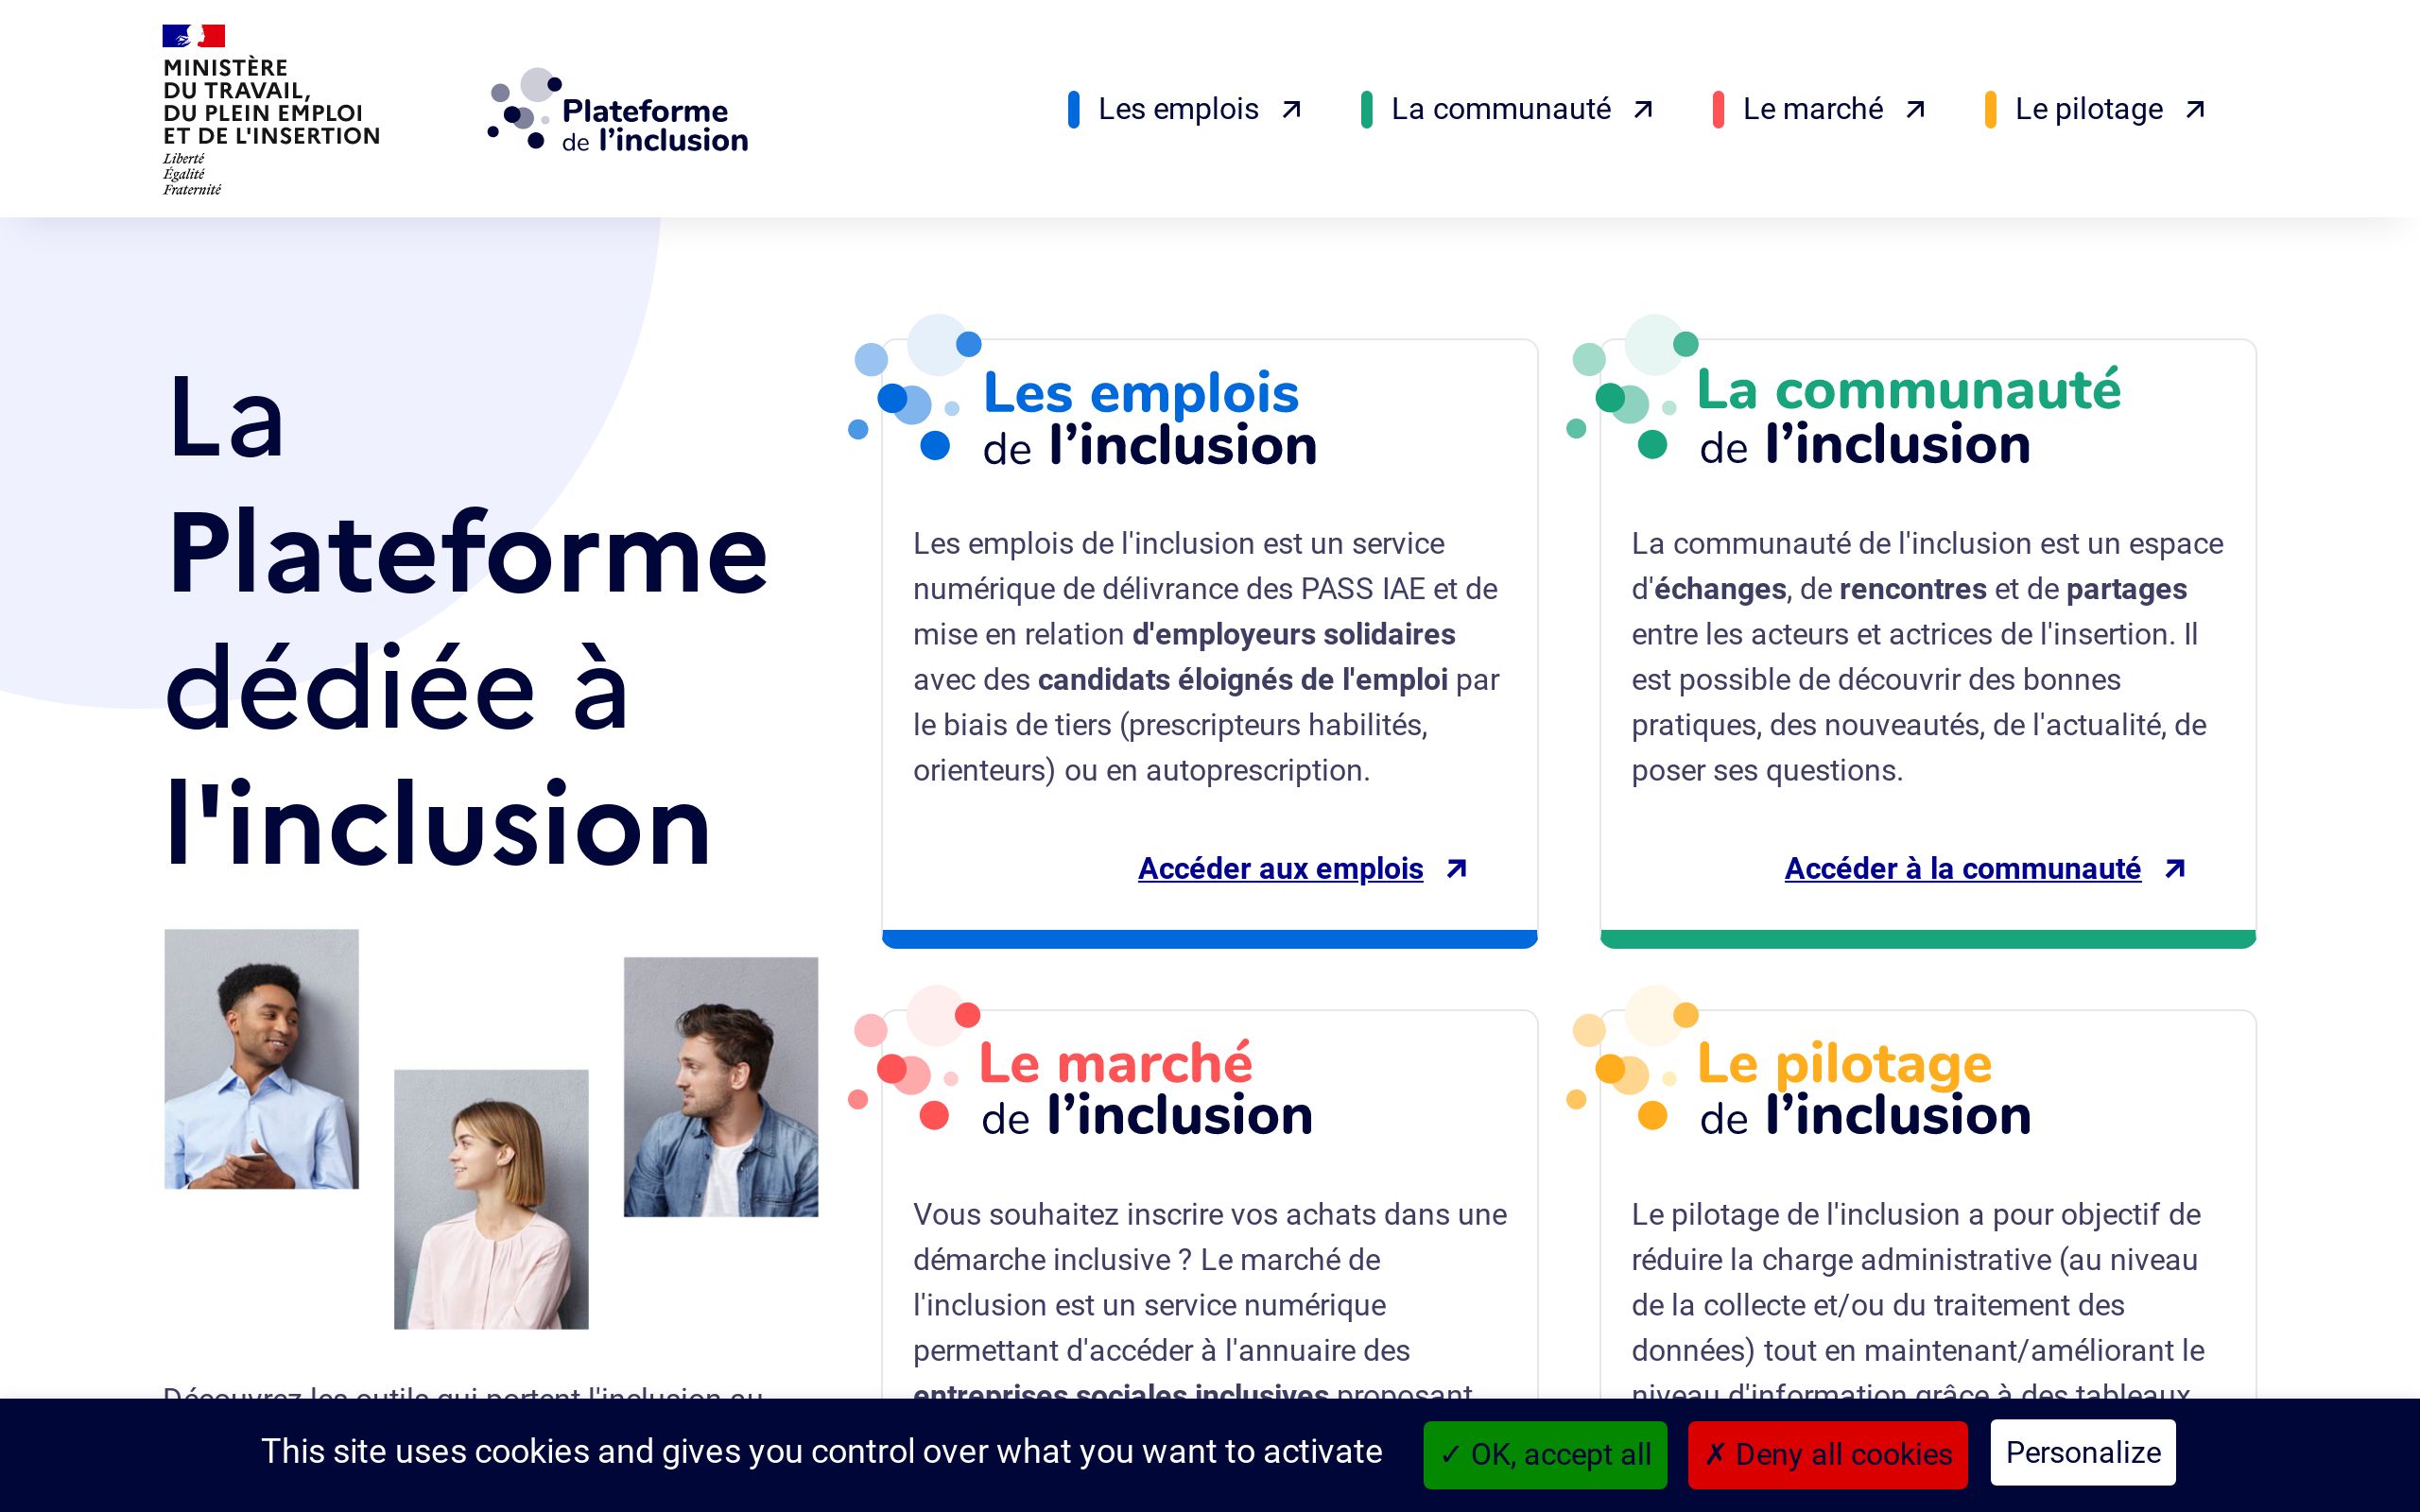 MINISTÈRE
DU TRAVAIL,
DU PLEIN EMPLOI
ET DE L'INSERTION
Liberté
Égalité
Fraternité
Plateforme
de l'inclusion
Les emplois
La communauté
Le marché
Le pilotage
La
Plateforme
dédiée à
l'inclusion
Découvrez les outils qui portent l'inclusion au
Les emplois
de l'inclusion
Les emplois de l'inclusion est un service
numérique de délivrance des PASS IAE et de
mise en relation d'employeurs solidaires
avec des candidats éloignés de l'emploi par
le biais de tiers (prescripteurs habilités,
orienteurs) ou en autoprescription.
Accéder aux emplois
La communauté
de l'inclusion
La communauté de l'inclusion est un espace
d'échanges, de rencontres et de partages
entre les acteurs et actrices de l'insertion. Il
est possible de découvrir des bonnes
pratiques, des nouveautés, de l'actualité, de
poser ses questions.
Accéder à la communauté
Le marché
de l'inclusion
Vous souhaitez inscrire vos achats dans une
démarche inclusive ? Le marché de
l'inclusion est un service numérique
permettant d'accéder à l'annuaire des
entreprises sociales inclusives proposant
Le pilotage
de l'inclusion
Le pilotage de l'inclusion a pour objectif de
réduire la charge administrative (au niveau
de la collecte et/ou du traitement des
données) tout en maintenant/améliorant le
niveau d'information grâce à des tableaux
This site uses cookies and gives you control over what you want to activate
✓ OK, accept all
✗ Deny all cookies
Personalize